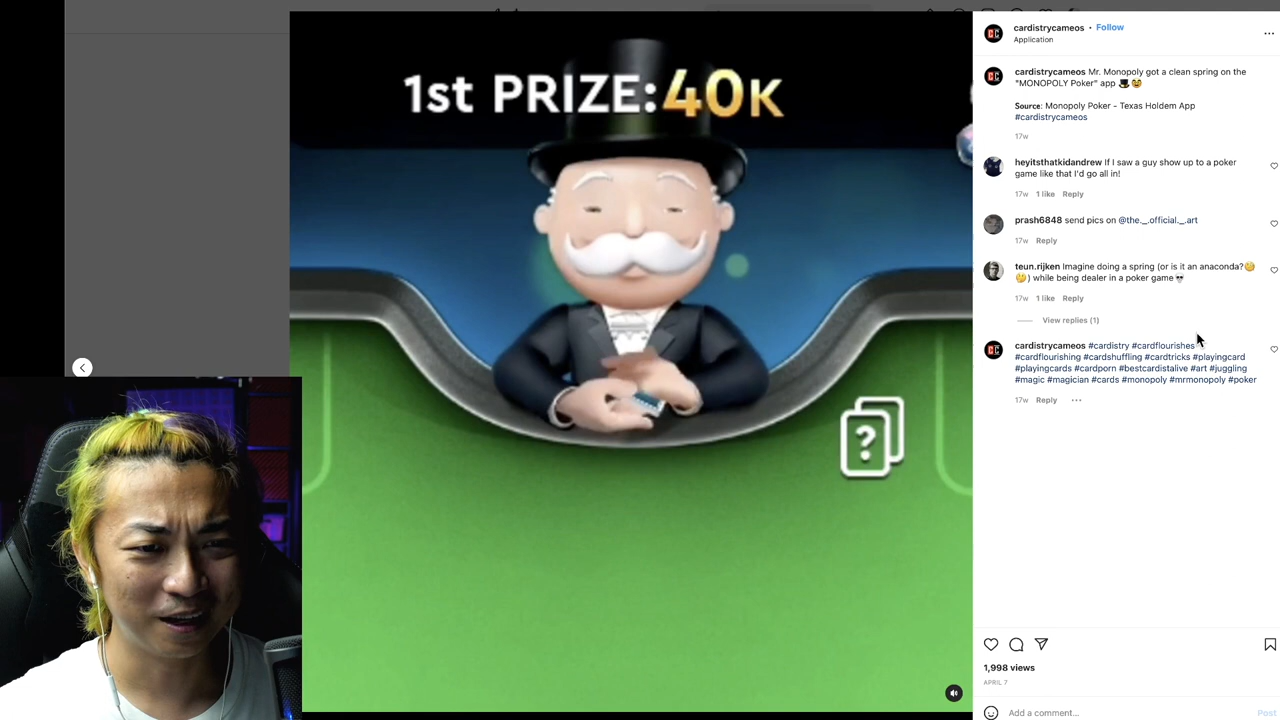 1st PRIZE:40K
?
cardistrycameos • Follow
Application
cardistrycameos Mr. Monopoly got a clean spring on the
"MONOPOLY Poker" app 🎩🤠
Source: Monopoly Poker - Texas Holdem App
#cardistrycameos
17w
heyitsthatkidandrew If I saw a guy show up to a poker
game like that I'd go all in!
17w 1 like Reply
prash6848 send pics on @the._.official._.art
17w Reply
teun.rijken Imagine doing a spring (or is it an anaconda?🧐
🤔) while being dealer in a poker game💀
17w 1 like Reply
View replies (1)
cardistrycameos #cardistry #cardflourishes
#cardflourishing #cardshuffling #cardtricks #playingcard
#playingcards #cardporn #bestcardistalive #art #juggling
#magic #magician #cards #monopoly #mrmonopoly #poker
17w Reply ...
1,998 views
APRIL 7
Add a comment...
Post